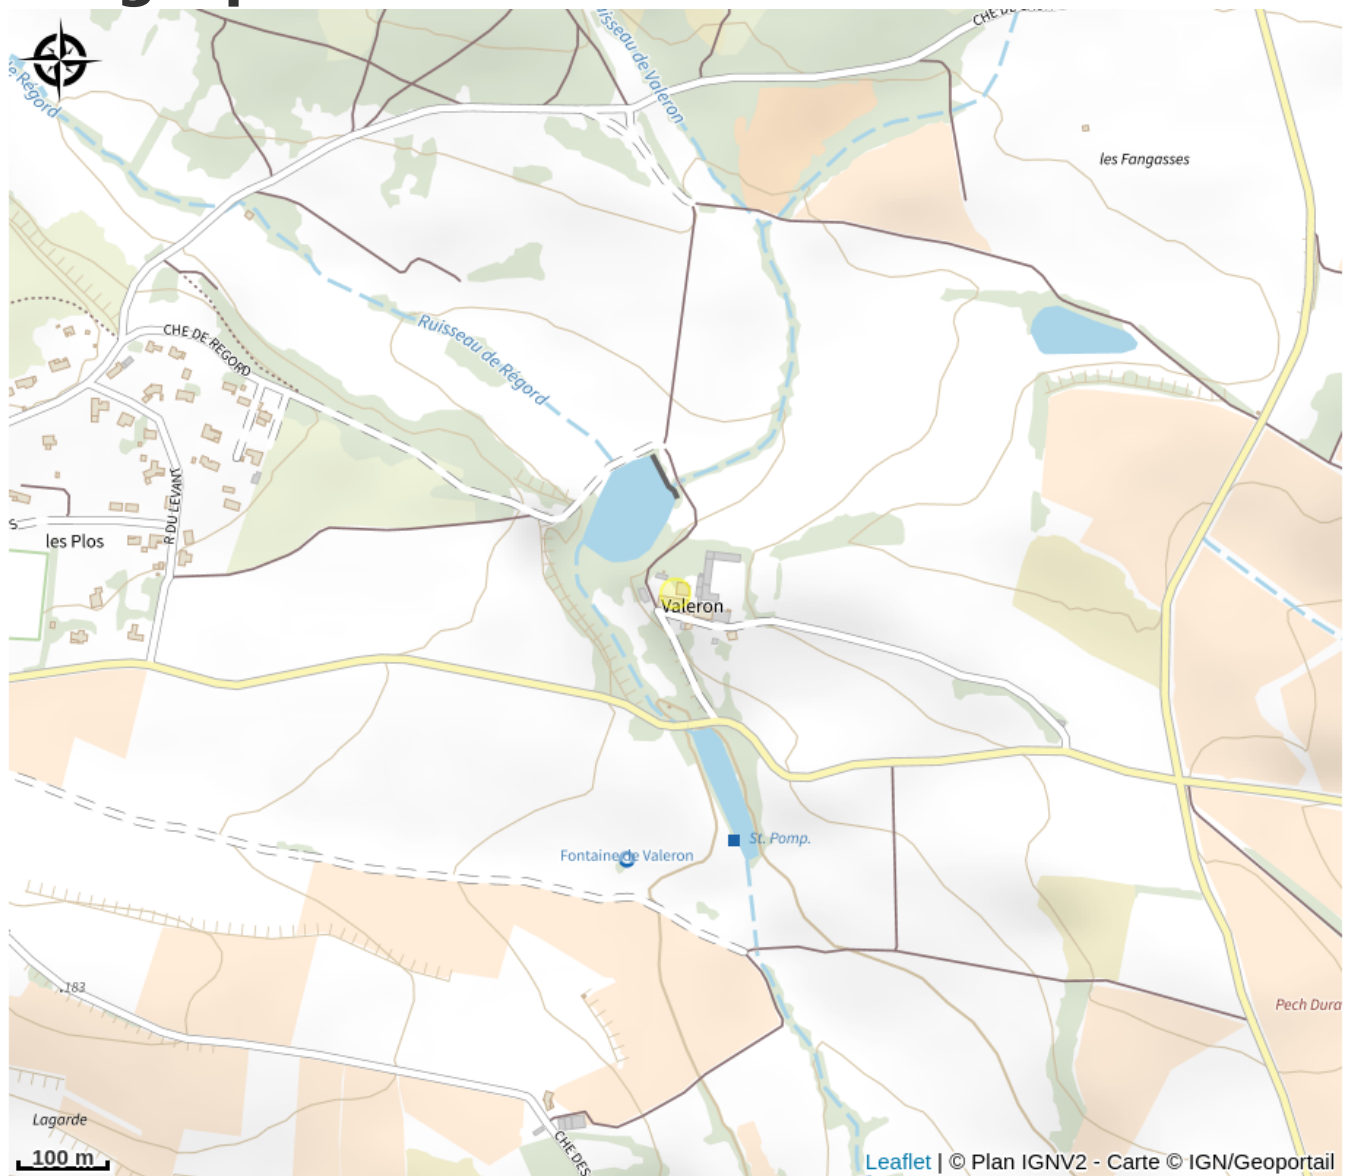 CHE DE
Ruisseau de Valeron
le Régord
les Fangasses
CHE DE REGORD
Ruisseau de Régord
R DU LEVANT
S
les Plos
Valeron
St. Pomp.
Fontaine de Valeron
.183
Pech Dura
Lagarde
CHE DES
100 m
Leaflet | © Plan IGNV2 - Carte © IGN/Geoportail